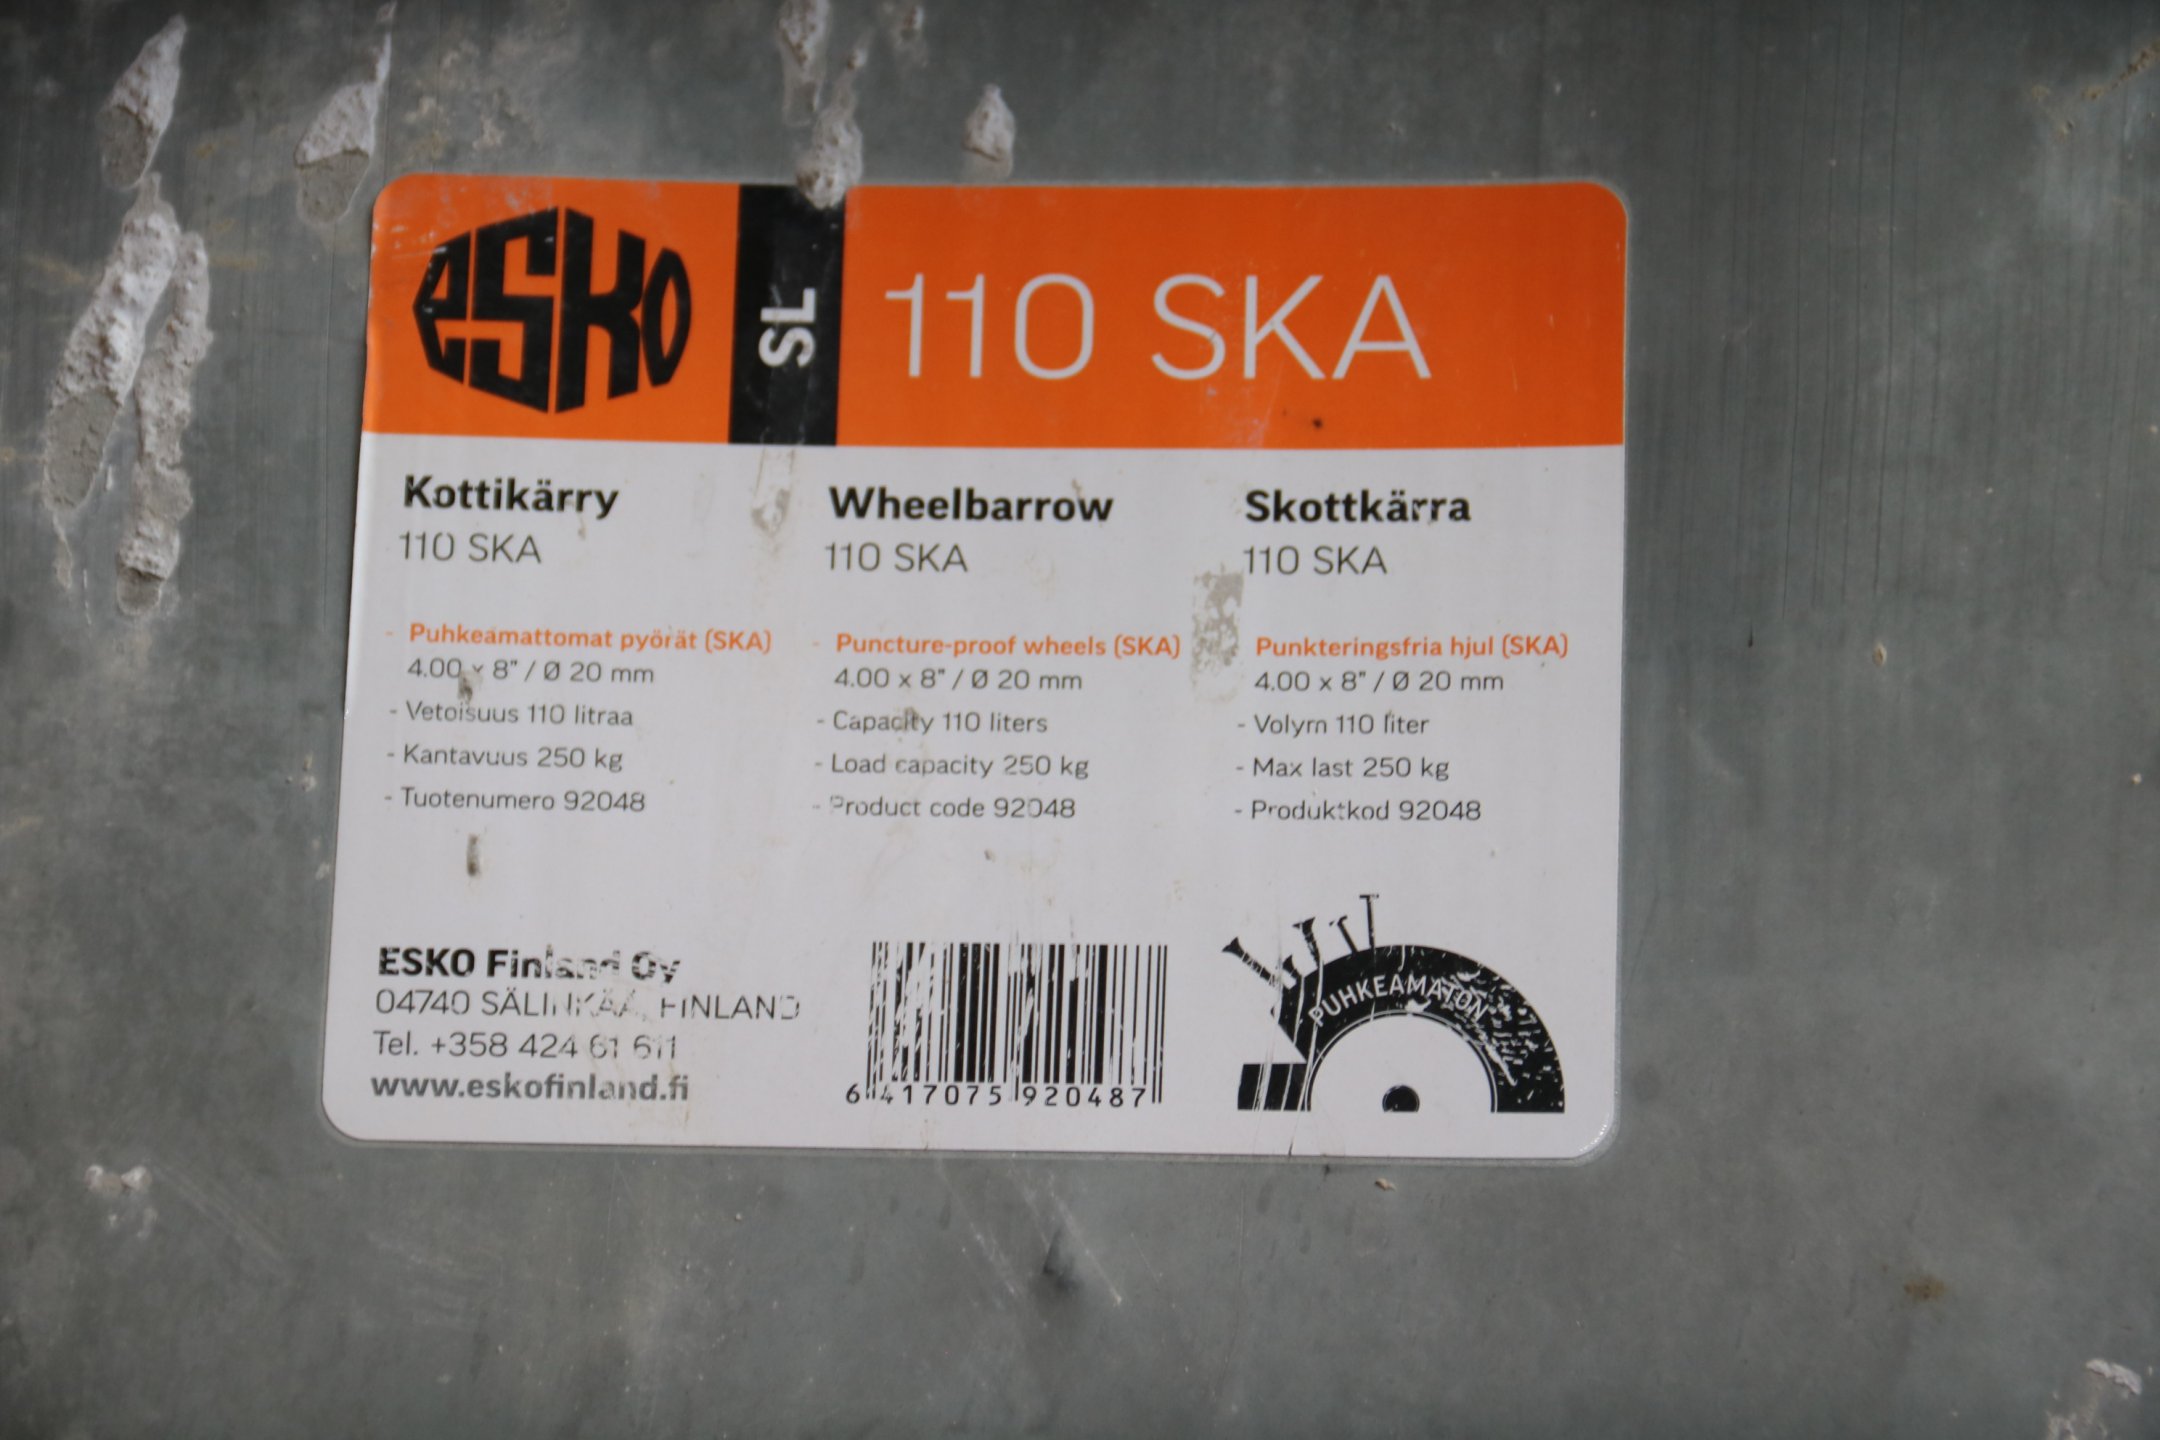 esko
SL
110 SKA
Kottikärry
110 SKA
- Puhkeamattomat pyörät (SKA)
4.00 x 8" / Ø 20 mm
- Vetoisuus 110 litraa
- Kantavuus 250 kg
- Tuotenumero 92048
Wheelbarrow
110 SKA
- Puncture-proof wheels (SKA)
4.00 x 8" / Ø 20 mm
- Capacity 110 liters
- Load capacity 250 kg
- Product code 92048
Skottkärra
110 SKA
Punkteringsfria hjul (SKA)
4.00 x 8" / Ø 20 mm
- Volym 110 liter
- Max last 250 kg
- Produktkod 92048
ESKO Finland Oy
04740 SÄLINKÄÄ, FINLAND
Tel. +358 424 61 611
www.eskofinland.fi
6 417075 920487
PUHKEAMATON